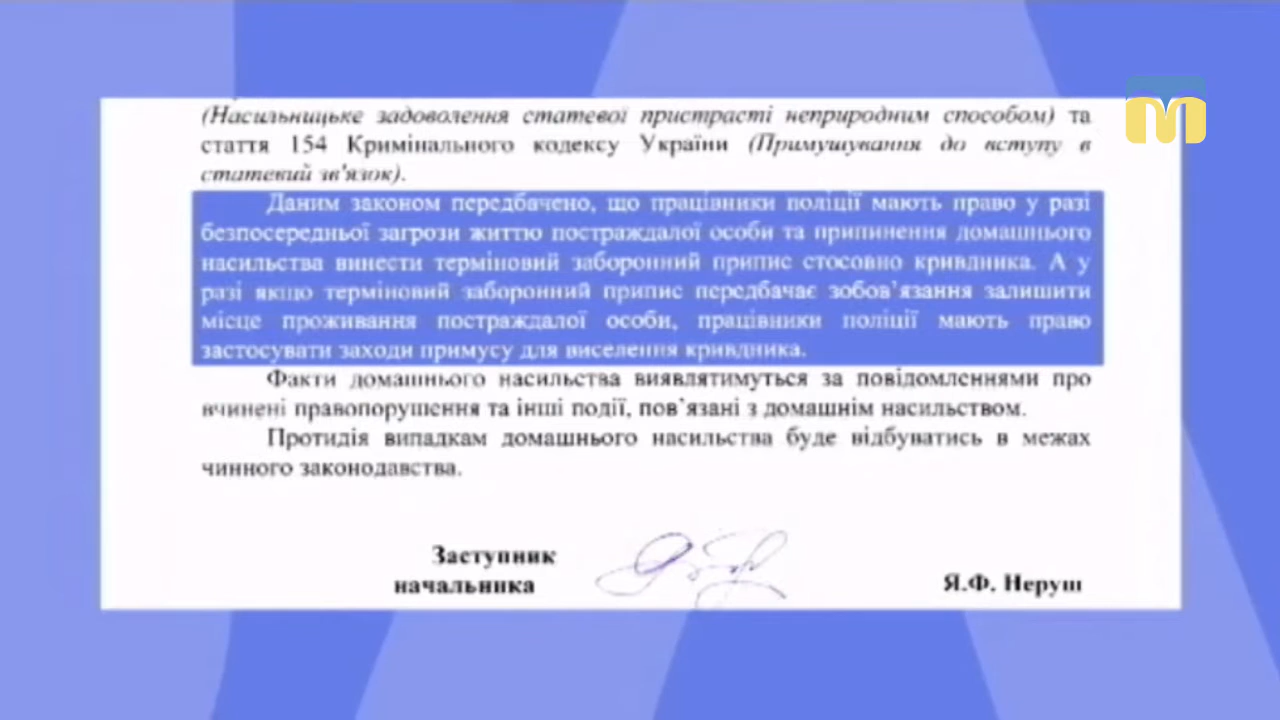 (Насильницьке задоволення статевої пристрасті неприродним способом) та
стаття 154 Кримінального кодексу України (Примушування до вступу в
статевий зв'язок).
Даним законом передбачено, що працівники поліції мають право у разі
безпосередньої загрози життю постраждалої особи та припинення домашнього
насильства винести терміновий заборонний припис стосовно кривдника. А у
разі якщо терміновий заборонний припис передбачає зобов'язання залишити
місце проживання постраждалої особи, працівники поліції мають право
застосувати заходи примусу для виселення кривдника.
Факти домашнього насильства виявлятимуться за повідомленнями про
вчинені правопорушення та інші події, пов'язані з домашнім насильством.
Протидія випадкам домашнього насильства буде відбуватись в межах
чинного законодавства.
Заступник
начальника
Я.Ф. Неруш